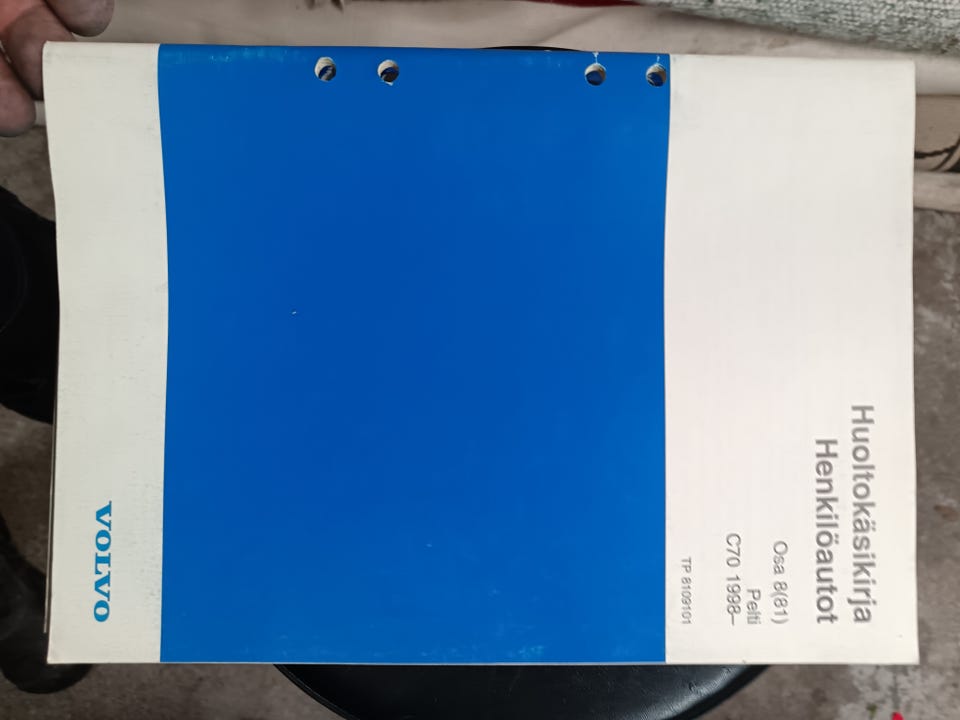 Huoltokäsikirja
Henkilöautot
Osa 8(81)
Pelti
C70 1998–
TP 8109101
VOLVO